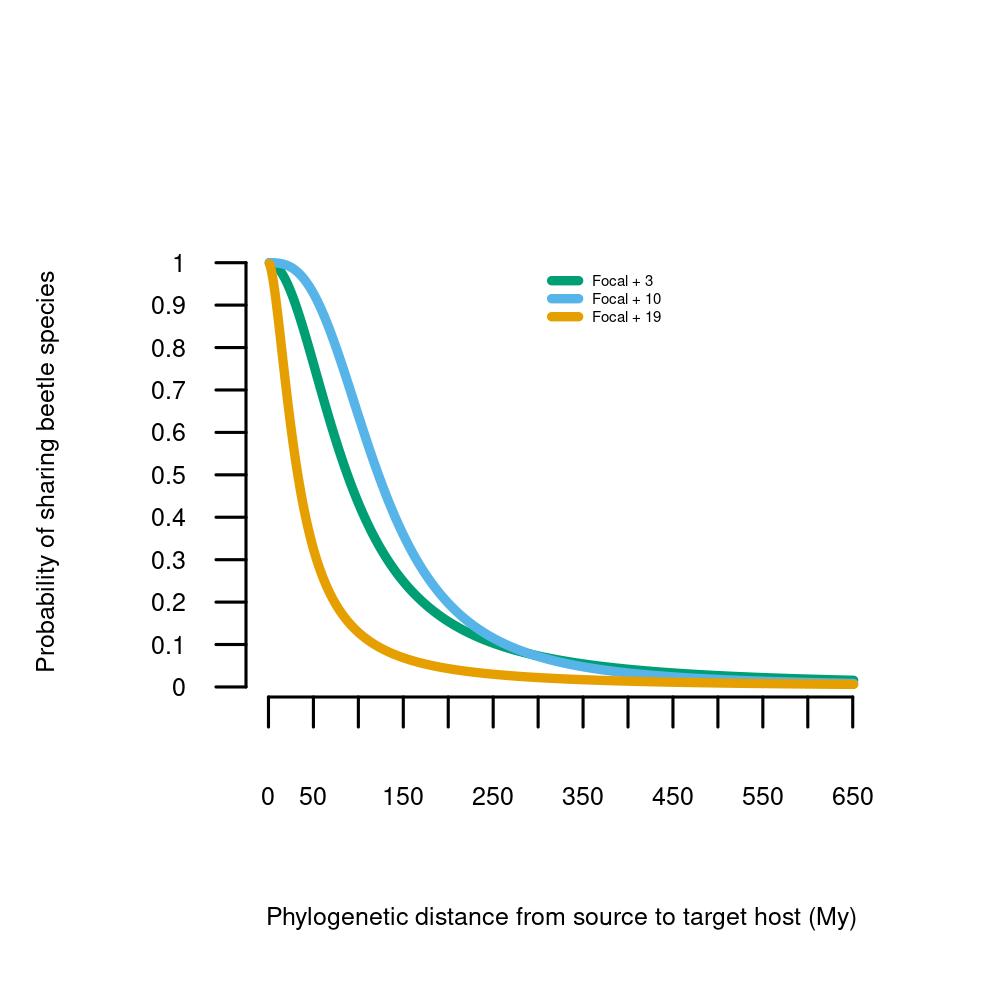 Probability of sharing beetle species
1
0.9
0.8
0.7
0.6
0.5
0.4
0.3
0.2
0.1
0
Focal + 3
Focal + 10
Focal + 19
0 50 150 250 350 450 550 650
Phylogenetic distance from source to target host (My)